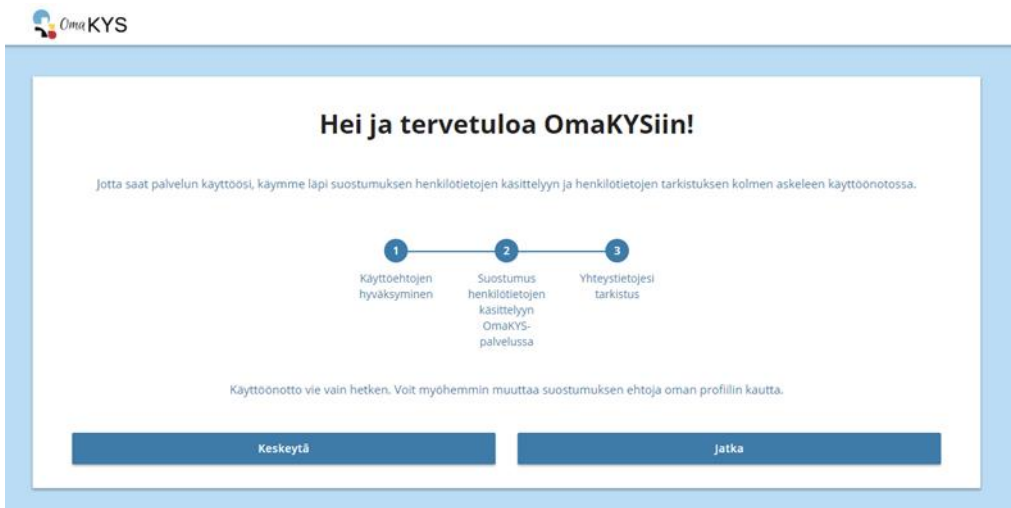 Oma KYS
Hei ja tervetuloa OmaKYSiin!
Jotta saat palvelun käyttöösi, käymme läpi suostumuksen henkilötietojen käsittelyyn ja henkilötietojen tarkistuksen kolmen askeleen käyttöönotossa.
1
2
3
Käyttöehtojen
hyväksyminen
Suostumus
henkilötietojen
käsittelyyn
OmaKYS-
palvelussa
Yhteystietojesi
tarkistus
Käyttöönotto vie vain hetken. Voit myöhemmin muuttaa suostumuksen ehtoja oman profiilin kautta.
Keskeytä
Jatka